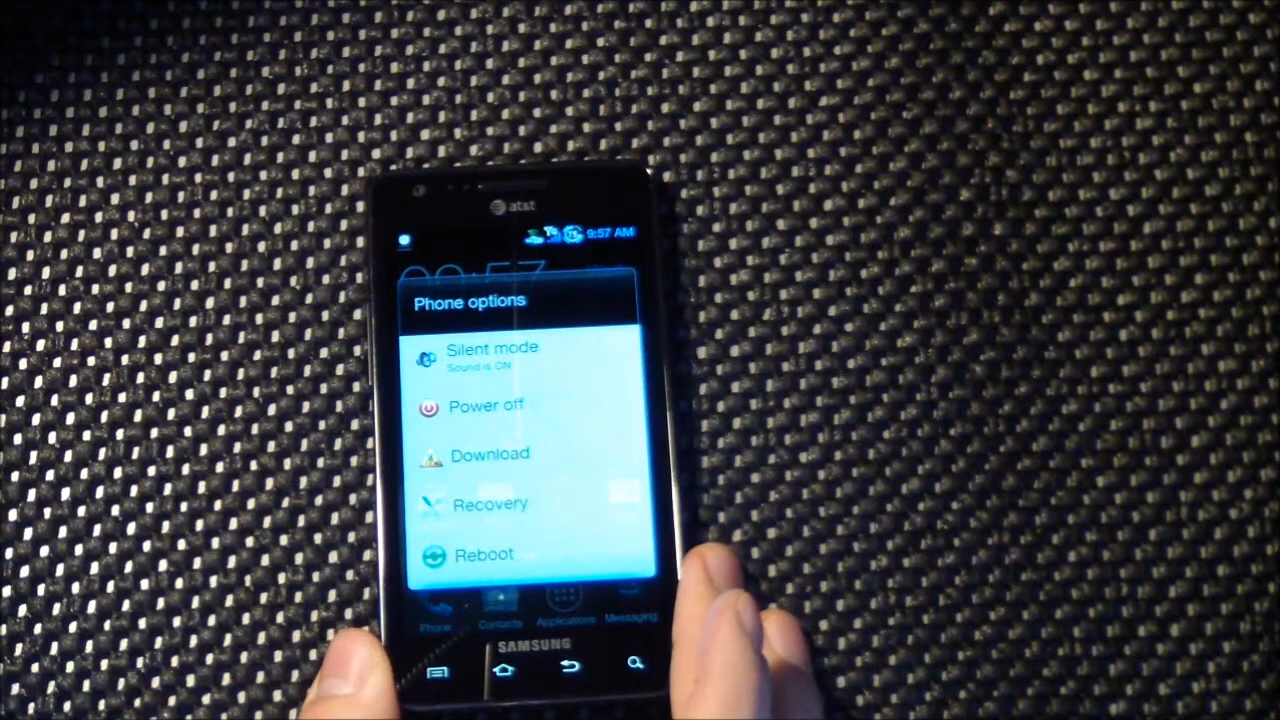 at&t
9:57 AM
Phone options
Silent mode
Sound is ON
Power off
Download
Recovery
Reboot
Phone Contacts Applications Messaging
SAMSUNG